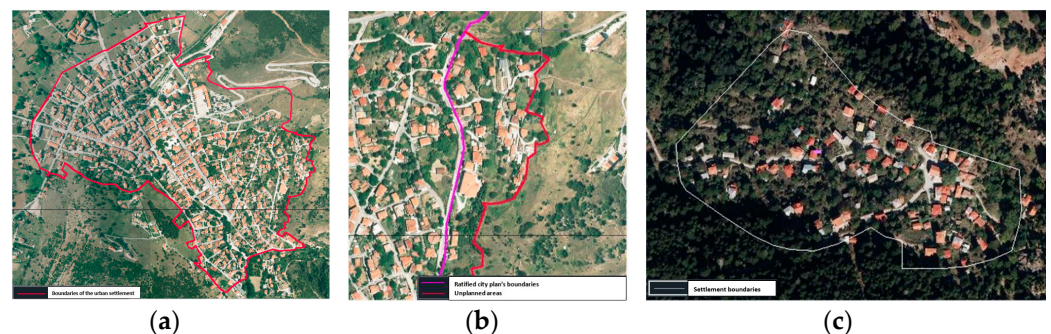 Boundaries of the urban settlement
Ratified city plan's boundaries
Unplanned areas
Settlement boundaries
(a)
(b)
(c)